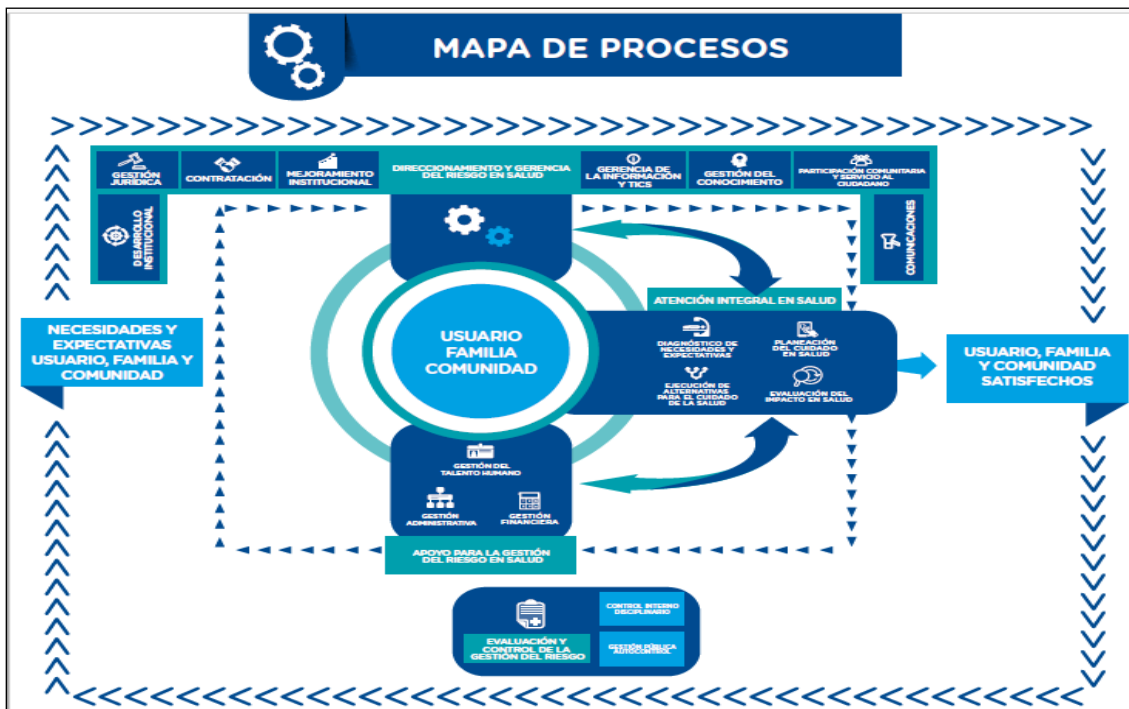 MAPA DE PROCESOS
GESTIÓN
JURÍDICA
CONTRATACIÓN
MEJORAMIENTO
INSTITUCIONAL
DIRECCIONAMIENTO Y GERENCIA
DEL RIESGO EN SALUD
GERENCIA DE
LA INFORMACIÓN
Y TICS
GESTIÓN DEL
CONOCIMIENTO
PARTICIPACIÓN COMUNITARIA
Y SERVICIO AL
CIUDADANO
DESARROLLO
INSTITUCIONAL
COMUNICACIONES
NECESIDADES Y
EXPECTATIVAS
USUARIO, FAMILIA Y
COMUNIDAD
USUARIO
FAMILIA
COMUNIDAD
ATENCIÓN INTEGRAL EN SALUD
DIAGNÓSTICO DE
NECESIDADES Y
EXPECTATIVAS
PLANEACIÓN
DEL CUIDADO
EN SALUD
EJECUCIÓN DE
ALTERNATIVAS
PARA EL CUIDADO
DE LA SALUD
EVALUACIÓN DEL
IMPACTO EN SALUD
USUARIO, FAMILIA
Y COMUNIDAD
SATISFECHOS
GESTIÓN DEL
TALENTO HUMANO
GESTIÓN
ADMINISTRATIVA
GESTIÓN
FINANCIERA
APOYO PARA LA GESTIÓN
DEL RIESGO EN SALUD
EVALUACIÓN Y
CONTROL DE LA
GESTIÓN DEL RIESGO
CONTROL INTERNO
DISCIPLINARIO
GESTIÓN PÚBLICA
AUTOCONTROL